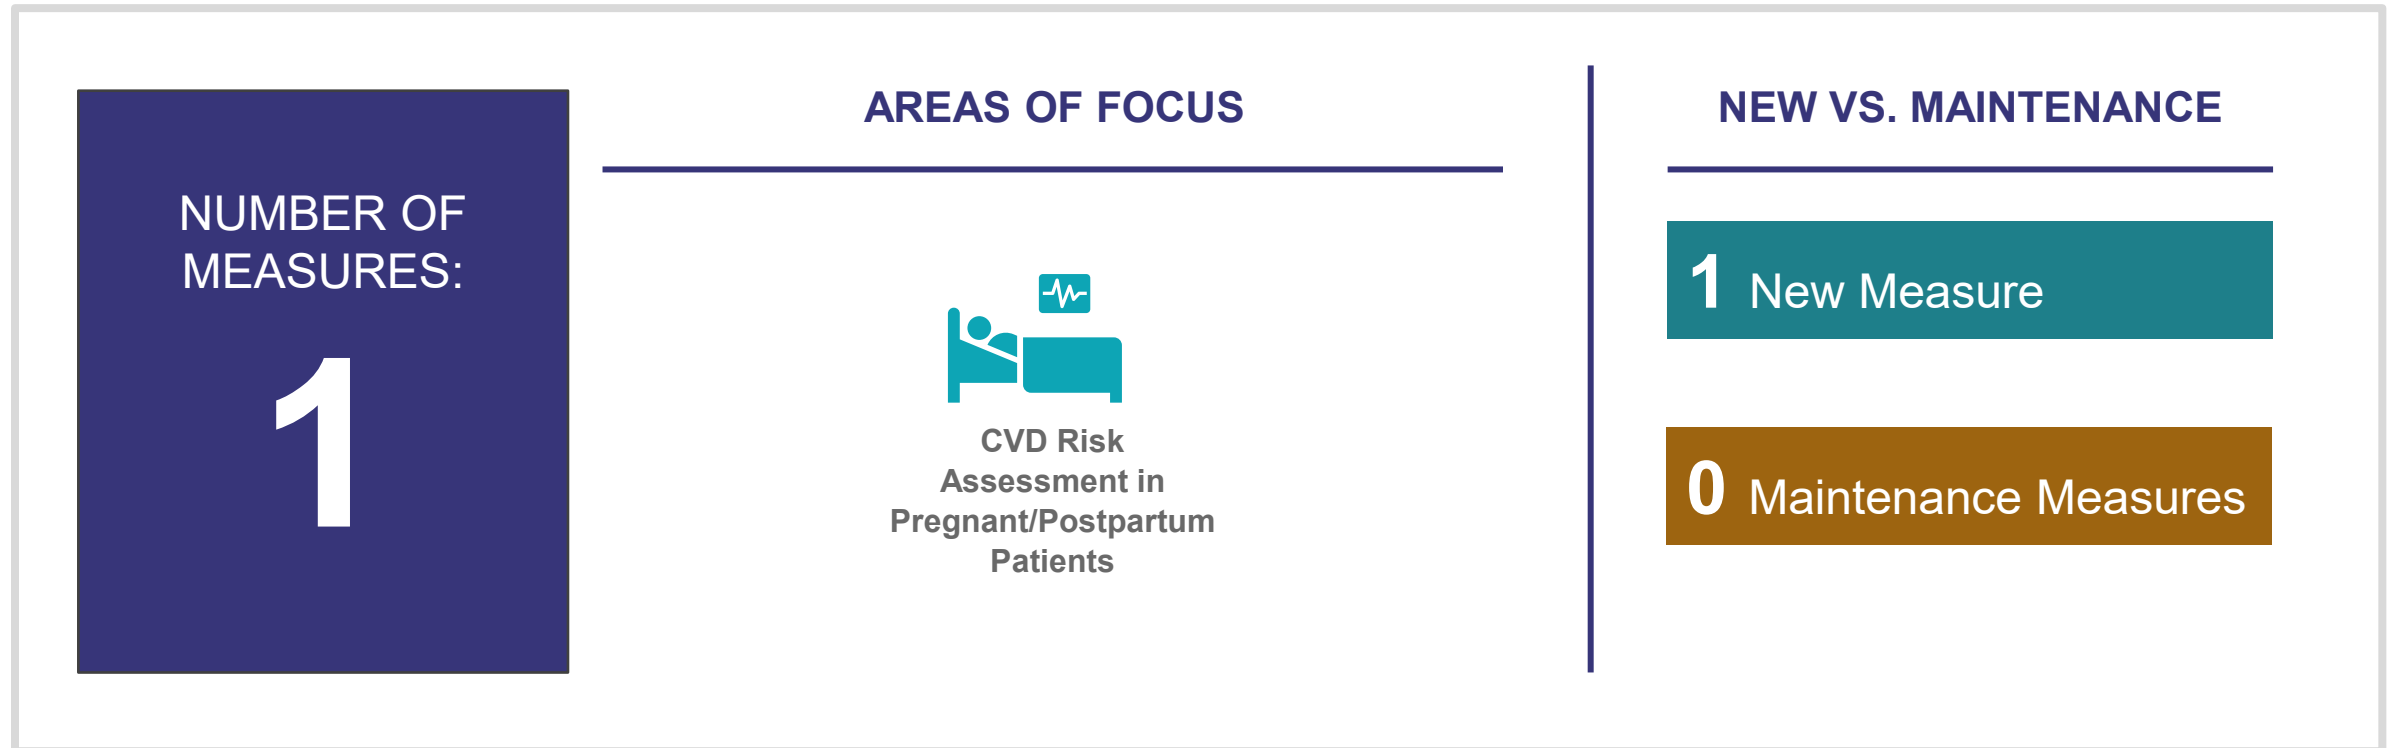 NUMBER OF
MEASURES:
1
AREAS OF FOCUS
CVD Risk
Assessment in
Pregnant/Postpartum
Patients
NEW VS. MAINTENANCE
1 New Measure
0 Maintenance Measures